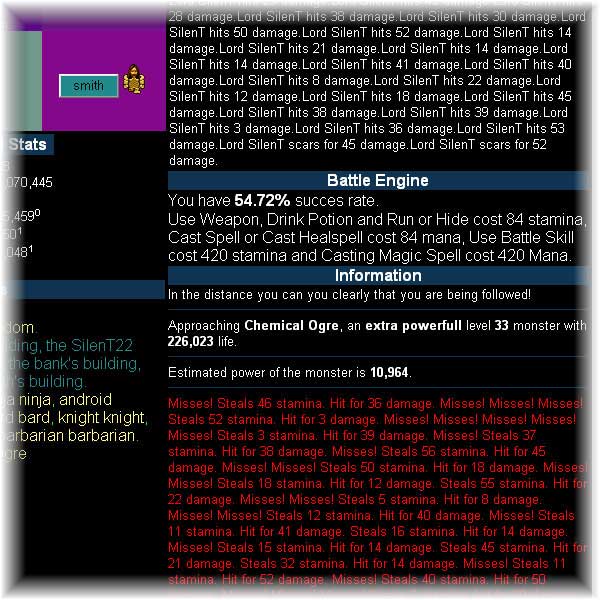 28 damage.Lord SilenT hits 38 damage.Lord SilenT hits 30 damage.Lord
SilenT hits 50 damage.Lord SilenT hits 52 damage.Lord SilenT hits 14
damage.Lord SilenT hits 21 damage.Lord SilenT hits 14 damage.Lord
SilenT hits 14 damage.Lord SilenT hits 41 damage.Lord SilenT hits 40
damage.Lord SilenT hits 8 damage.Lord SilenT hits 22 damage.Lord
SilenT hits 12 damage.Lord SilenT hits 18 damage.Lord SilenT hits 45
damage.Lord SilenT hits 38 damage.Lord SilenT hits 39 damage.Lord
SilenT hits 3 damage.Lord SilenT hits 36 damage.Lord SilenT hits 53
damage.Lord SilenT scars for 45 damage.Lord SilenT scars for 52
damage.
smith
Stats
3
,070,445
5,459⁰
50¹
,048¹
dom.
lding, the SilenT22
the bank's building,
h's building.
a ninja, android
d bard, knight knight,
barbarian barbarian.
gre
Battle Engine
You have 54.72% succes rate.
Use Weapon, Drink Potion and Run or Hide cost 84 stamina,
Cast Spell or Cast Healspell cost 84 mana, Use Battle Skill
cost 420 stamina and Casting Magic Spell cost 420 Mana.
Information
In the distance you can you clearly that you are being followed!
Approaching Chemical Ogre, an extra powerfull level 33 monster with
226,023 life.
Estimated power of the monster is 10,964.
Misses! Steals 46 stamina. Hit for 36 damage. Misses! Misses! Misses!
Steals 52 stamina. Hit for 3 damage. Misses! Misses! Misses! Misses!
Misses! Steals 3 stamina. Hit for 39 damage. Misses! Steals 37
stamina. Hit for 38 damage. Misses! Steals 56 stamina. Hit for 45
damage. Misses! Misses! Steals 50 stamina. Hit for 18 damage. Misses!
Misses! Steals 18 stamina. Hit for 12 damage. Steals 55 stamina. Hit for
22 damage. Misses! Misses! Steals 5 stamina. Hit for 8 damage.
Misses! Misses! Steals 12 stamina. Hit for 40 damage. Misses! Steals
11 stamina. Hit for 41 damage. Steals 16 stamina. Hit for 14 damage.
Misses! Steals 15 stamina. Hit for 14 damage. Steals 45 stamina. Hit for
21 damage. Steals 32 stamina. Hit for 14 damage. Misses! Steals 11
stamina. Hit for 52 damage. Misses! Steals 40 stamina. Hit for 50